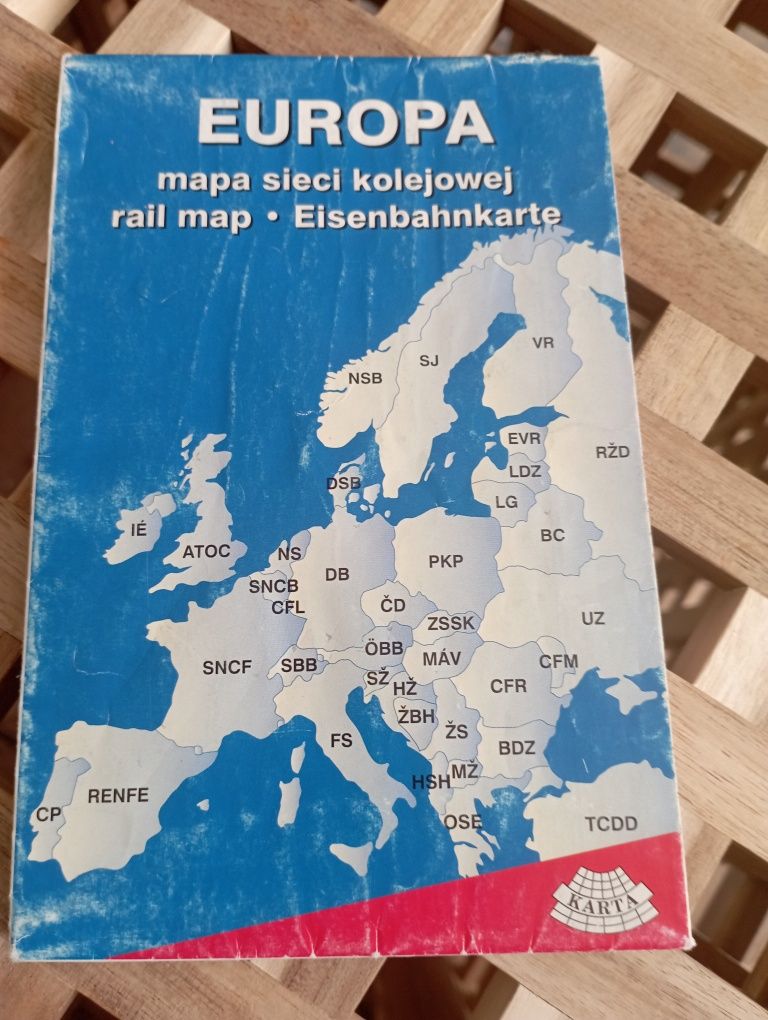 EUROPA
mapa sieci kolejowej
rail map • Eisenbahnkarte
VR
SJ
NSB
EVR
RŽD
LDZ
DSB
LG
IÉ
BC
ATOC
NS
PKP
DB
SNCB
CFL
ČD
ZSSK
UZ
ÖBB
MÁV
CFM
SNCF
SBB
SŽ
HŽ
CFR
ŽBH
ŽS
FS
BDZ
MŽ
HSH
RENFE
CP
OSE
TCDD
KARTA